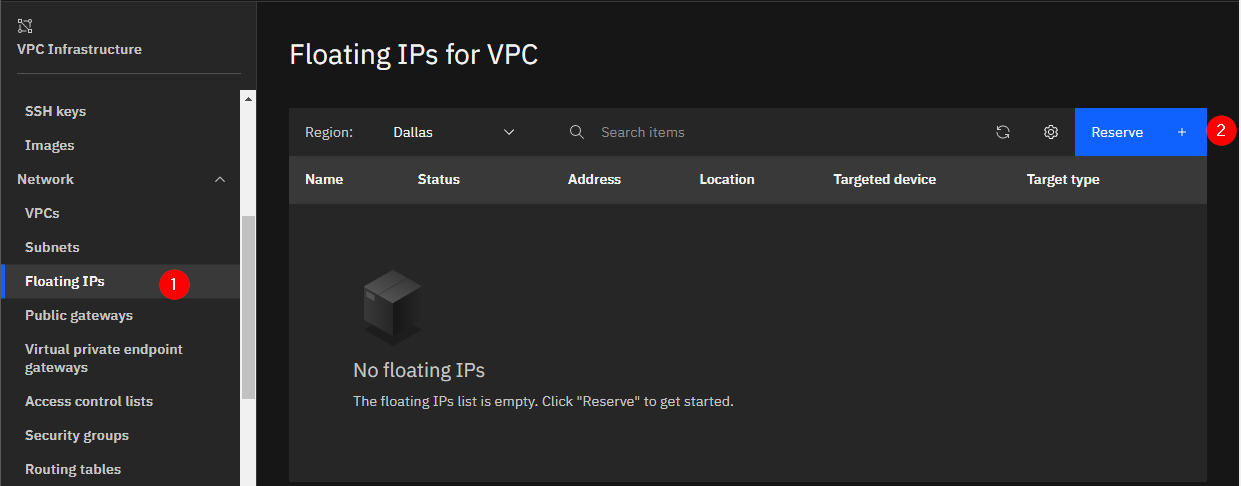 VPC Infrastructure
SSH keys
Images
Network
VPCs
Subnets
Floating IPs
1
Public gateways
Virtual private endpoint
gateways
Access control lists
Security groups
Routing tables
Floating IPs for VPC
Region: Dallas Search items Reserve + 2
Name Status Address Location Targeted device Target type
No floating IPs
The floating IPs list is empty. Click "Reserve" to get started.